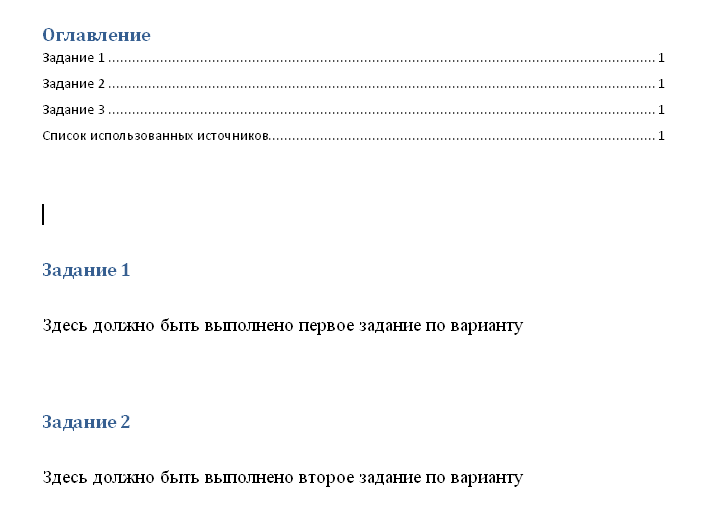 Оглавление
Задание 1 ........................................................................................................................................ 1
Задание 2 ........................................................................................................................................ 1
Задание 3 ........................................................................................................................................ 1
Список использованных источников................................................................................................. 1
Задание 1
Здесь должно быть выполнено первое задание по варианту
Задание 2
Здесь должно быть выполнено второе задание по варианту